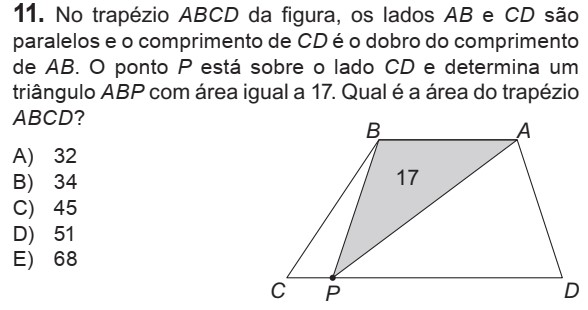 11. No trapézio ABCD da figura, os lados AB e CD são
paralelos e o comprimento de CD é o dobro do comprimento
de AB. O ponto P está sobre o lado CD e determina um
triângulo ABP com área igual a 17. Qual é a área do trapézio
ABCD?
A) 32
B) 34
C) 45
D) 51
E) 68
B A
17
C P D